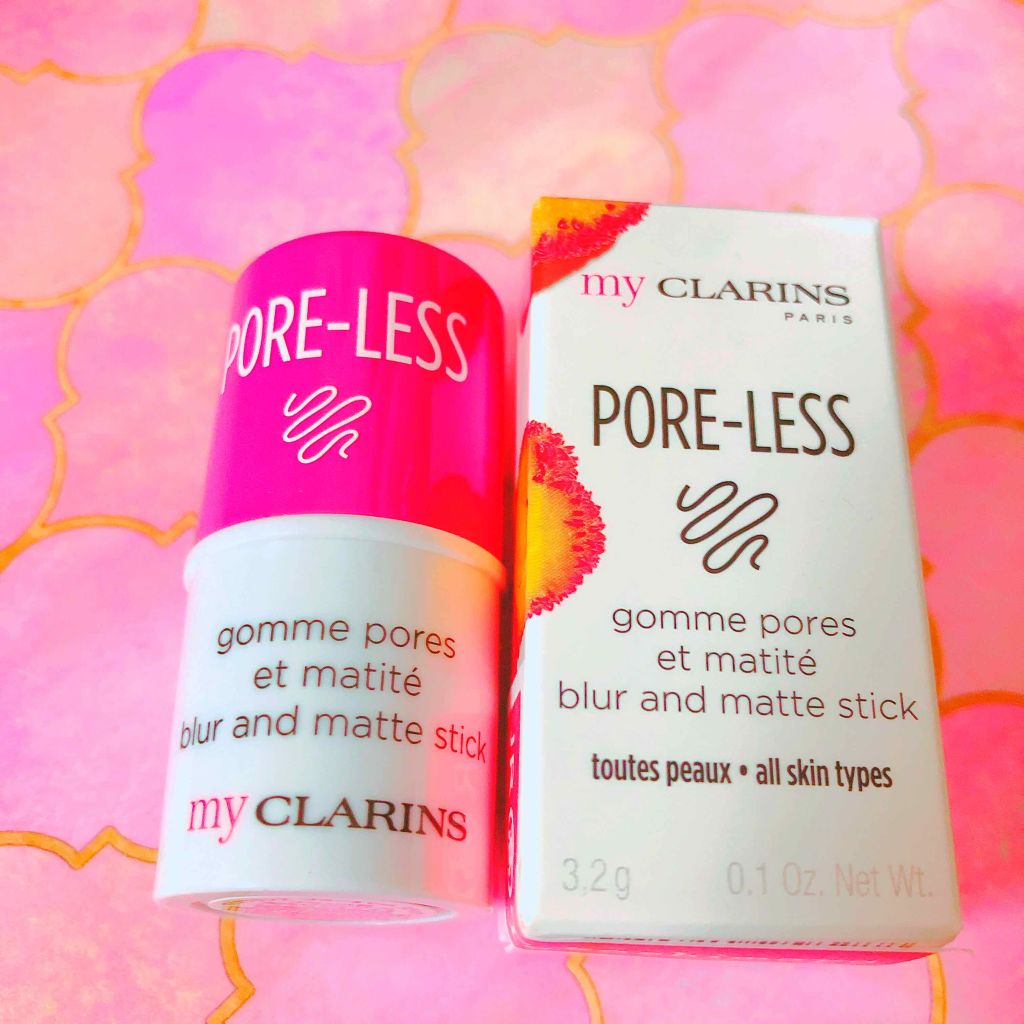 PORE-LESS
gomme pores
et matité
blur and matte stick
my CLARINS
my CLARINS
PARIS
PORE-LESS
gomme pores
et matité
blur and matte stick
toutes peaux • all skin types
3,2 g 0.1 Oz. Net Wt.